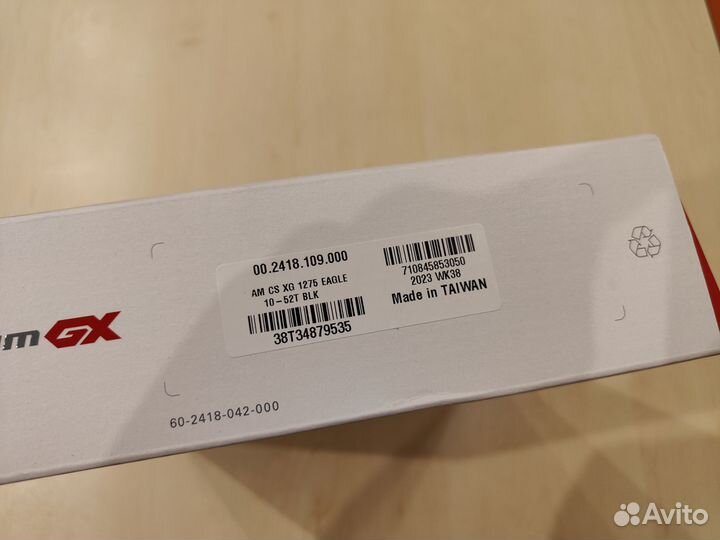 00.2418.109.000
AM CS XG 1275 EAGLE
10-52T BLK
38T34879535
710845853050
2023 WK38
Made in TAIWAN
GX
60-2418-042-000
Avito